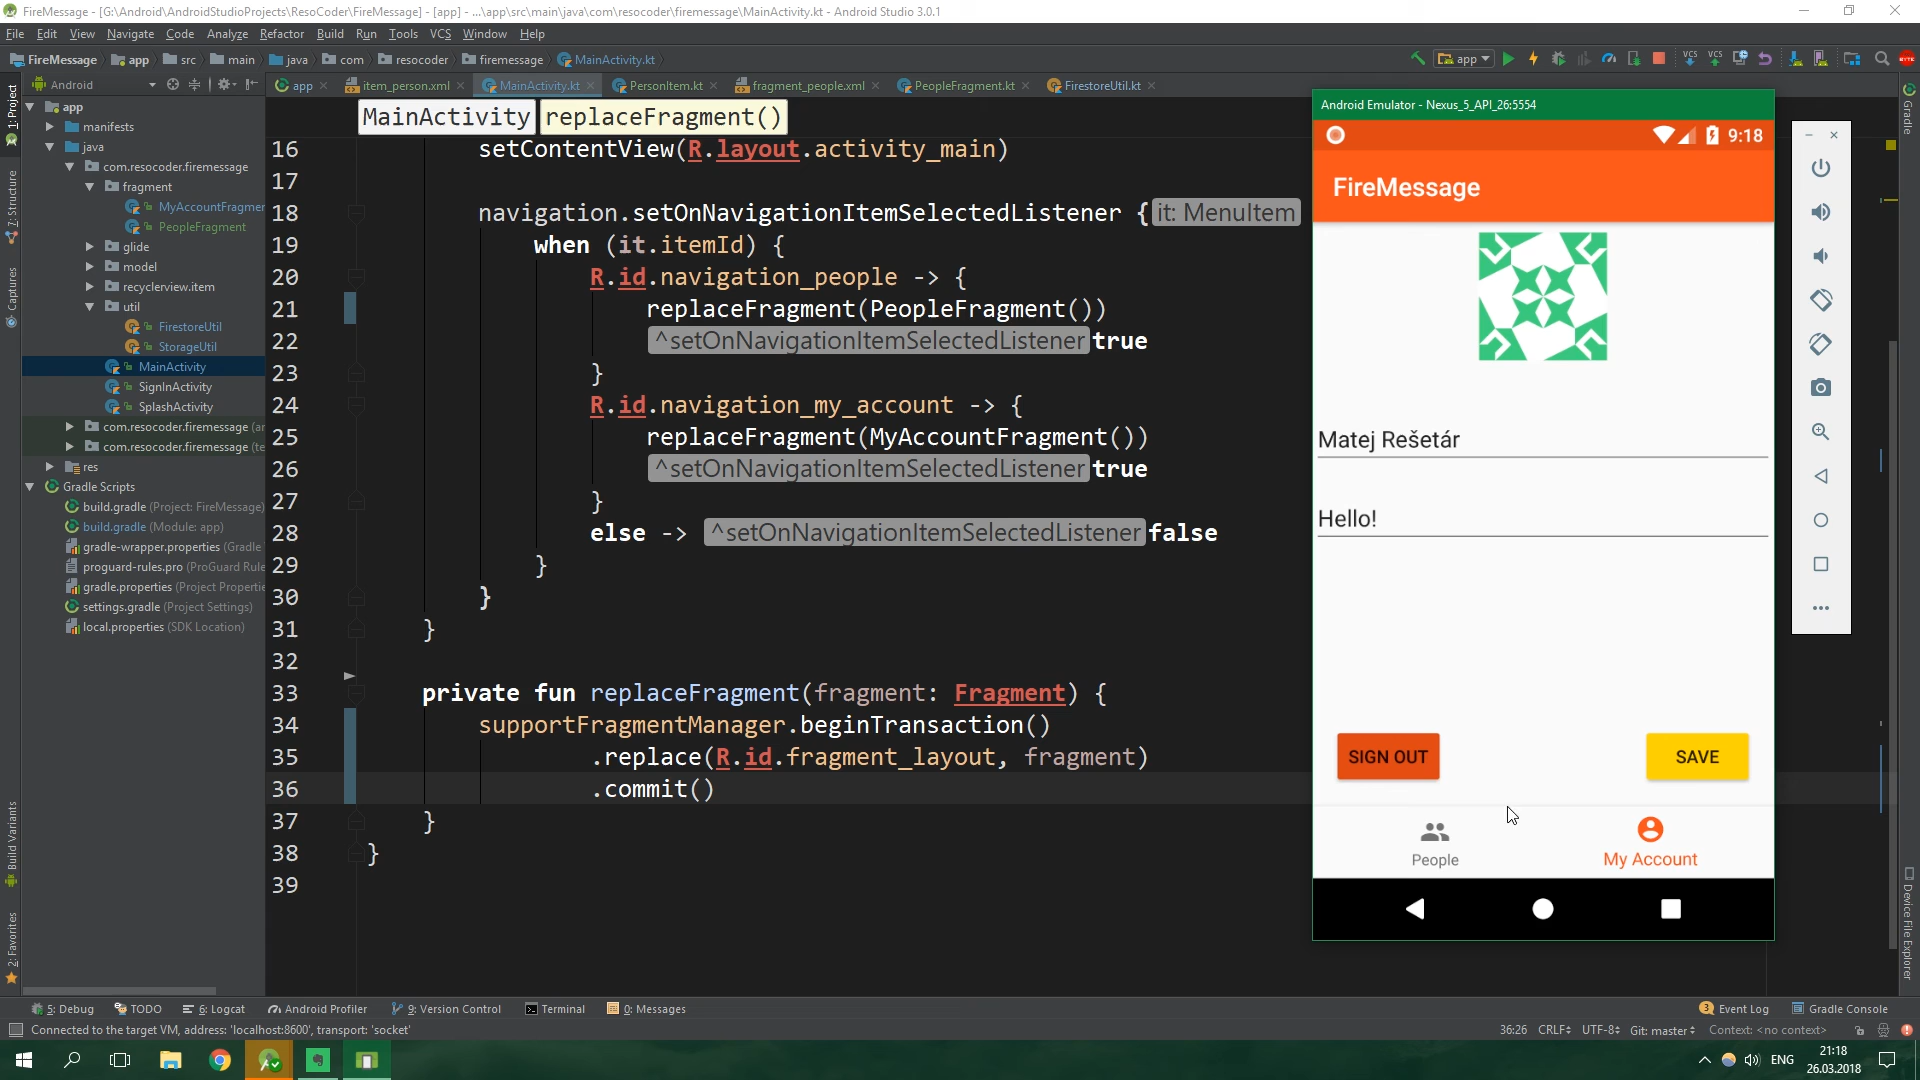 FireMessage - [G:\Android\AndroidStudioProjects\ResoCoder\FireMessage] - [app] - ...\app\src\main\java\com\resocoder\firemessage\MainActivity.kt - Android Studio 3.0.1
File Edit View Navigate Code Analyze Refactor Build Run Tools VCS Window Help
FireMessage app src main java com resocoder firemessage MainActivity.kt app
Android app item_person.xml MainActivity.kt PersonItem.kt fragment_people.xml PeopleFragment.kt FirestoreUtil.kt
MainActivity replaceFragment()
1: Project
7: Structure
Captures
Build Variants
2: Favorites
app
manifests
java
com.resocoder.firemessage
fragment
MyAccountFragmer
PeopleFragment
glide
model
recyclerview.item
util
FirestoreUtil
StorageUtil
MainActivity
SignInActivity
SplashActivity
com.resocoder.firemessage (ar
com.resocoder.firemessage (te
res
Gradle Scripts
build.gradle (Project: FireMessage)
build.gradle (Module: app)
gradle-wrapper.properties (Gradle
proguard-rules.pro (ProGuard Rule
gradle.properties (Project Propertie
settings.gradle (Project Settings)
local.properties (SDK Location)
16 setContentView(R.layout.activity_main)
17
18 navigation.setOnNavigationItemSelectedListener { it: MenuItem
19 when (it.itemId) {
20 R.id.navigation_people -> {
21 replaceFragment(PeopleFragment())
22 ^setOnNavigationItemSelectedListener true
23 }
24 R.id.navigation_my_account -> {
25 replaceFragment(MyAccountFragment())
26 ^setOnNavigationItemSelectedListener true
27 }
28 else -> ^setOnNavigationItemSelectedListener false
29 }
30 }
31 }
32
33 private fun replaceFragment(fragment: Fragment) {
34 supportFragmentManager.beginTransaction()
35 .replace(R.id.fragment_layout, fragment)
36 .commit()
37 }
38 }
39
Android Emulator - Nexus_5_API_26:5554
9:18
FireMessage
Matej Rešetár
Hello!
SIGN OUT SAVE
People My Account
Gradle
Device File Explorer
5: Debug TODO 6: Logcat Android Profiler 9: Version Control Terminal 0: Messages 3 Event Log Gradle Console
Connected to the target VM, address: 'localhost:8600', transport: 'socket' 36:26 CRLF UTF-8 Git: master Context: <no context>
ENG 21:18
26.03.2018